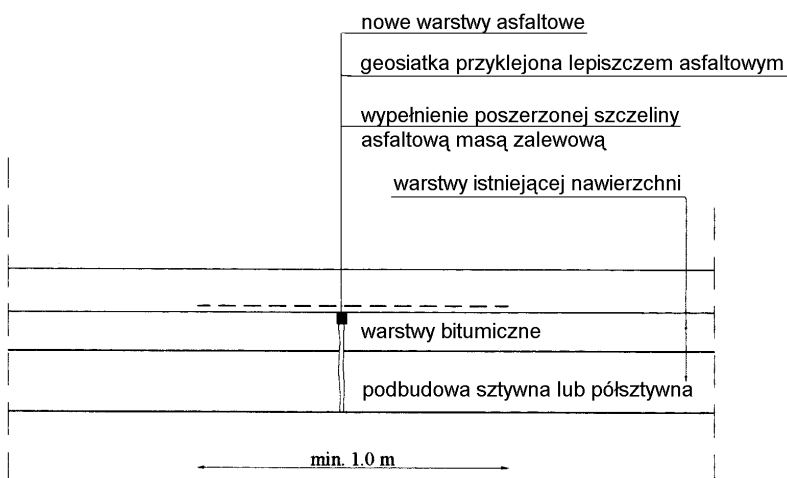 nowe warstwy asfaltowe
geosiatka przyklejona lepiszczem asfaltowym
wypełnienie poszerzonej szczeliny
asfaltową masą zalewową
warstwy istniejącej nawierzchni
warstwy bitumiczne
podbudowa sztywna lub półsztywna
min. 1.0 m